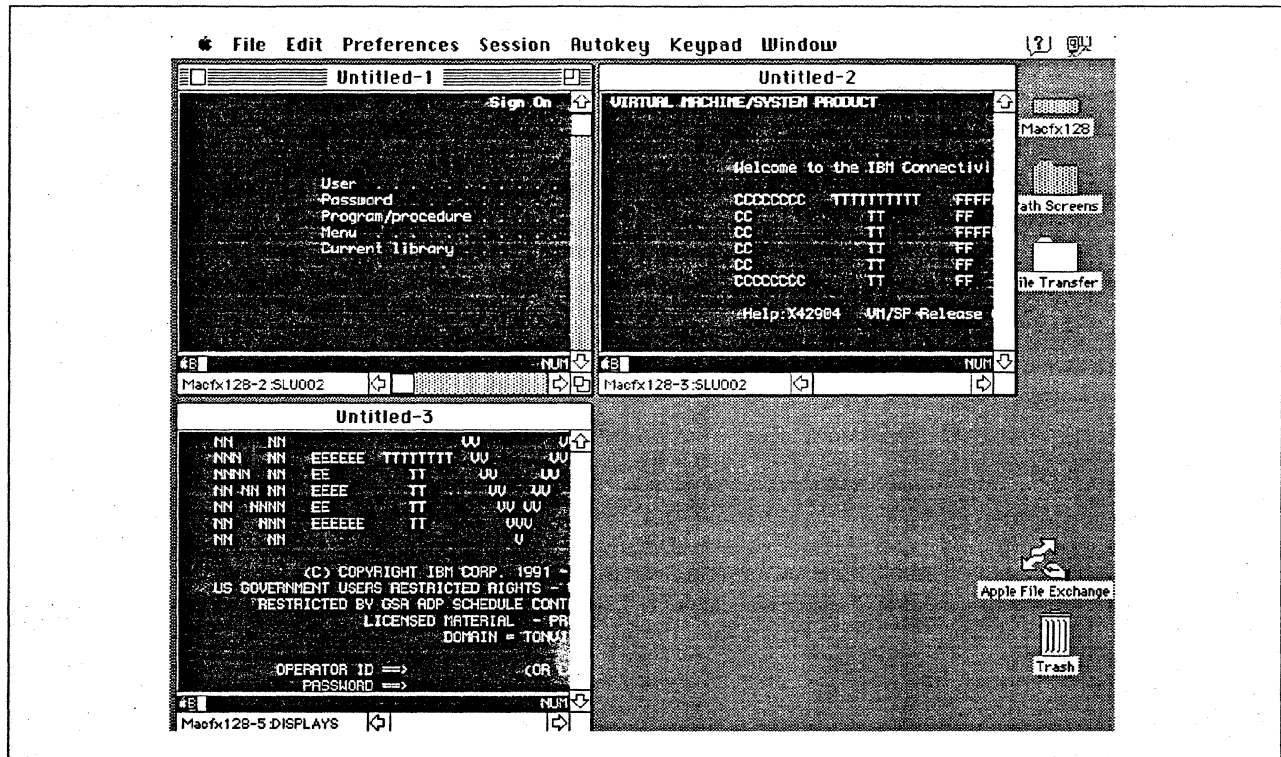 File Edit Preferences Session Autokey Keypad Window
Untitled-1
Sign On
User . . . . . . . . . . . . . .
Password . . . . . . . . . . . .
Program/procedure . . . . . . . .
Menu . . . . . . . . . . . . . .
Current library . . . . . . . . .
B NUM
Macfx128-2:SLU002
Untitled-2
VIRTUAL MACHINE/SYSTEM PRODUCT
Welcome to the IBM Connectivi
CCCCCCCC TTTTTTTTTT FFFFF
CC TT FF
CC TT FFFFF
CC TT FF
CC TT FF
CCCCCCCC TT FF
Help:X42904 VM/SP Release
B NUM
Macfx128-3:SLU002
Macfx128
ath Screens
ile Transfer
Untitled-3
NN NN VV V
NNN NN EEEEEE TTTTTTTT VV VV
NNNN NN EE TT VV VV
NN NN NN EEEE TT VV VV
NN NNNN EE TT VV VV
NN NNN EEEEEE TT VVV
NN NN V
(C) COPYRIGHT IBM CORP. 1991 -
US GOVERNMENT USERS RESTRICTED RIGHTS -
RESTRICTED BY GSA ADP SCHEDULE CONT
LICENSED MATERIAL - PR
DOMAIN =
OPERATOR ID ==> (OR
PASSWORD ==>
B NUM
Macfx128-5:DISPLAYS
Apple File Exchange
Trash